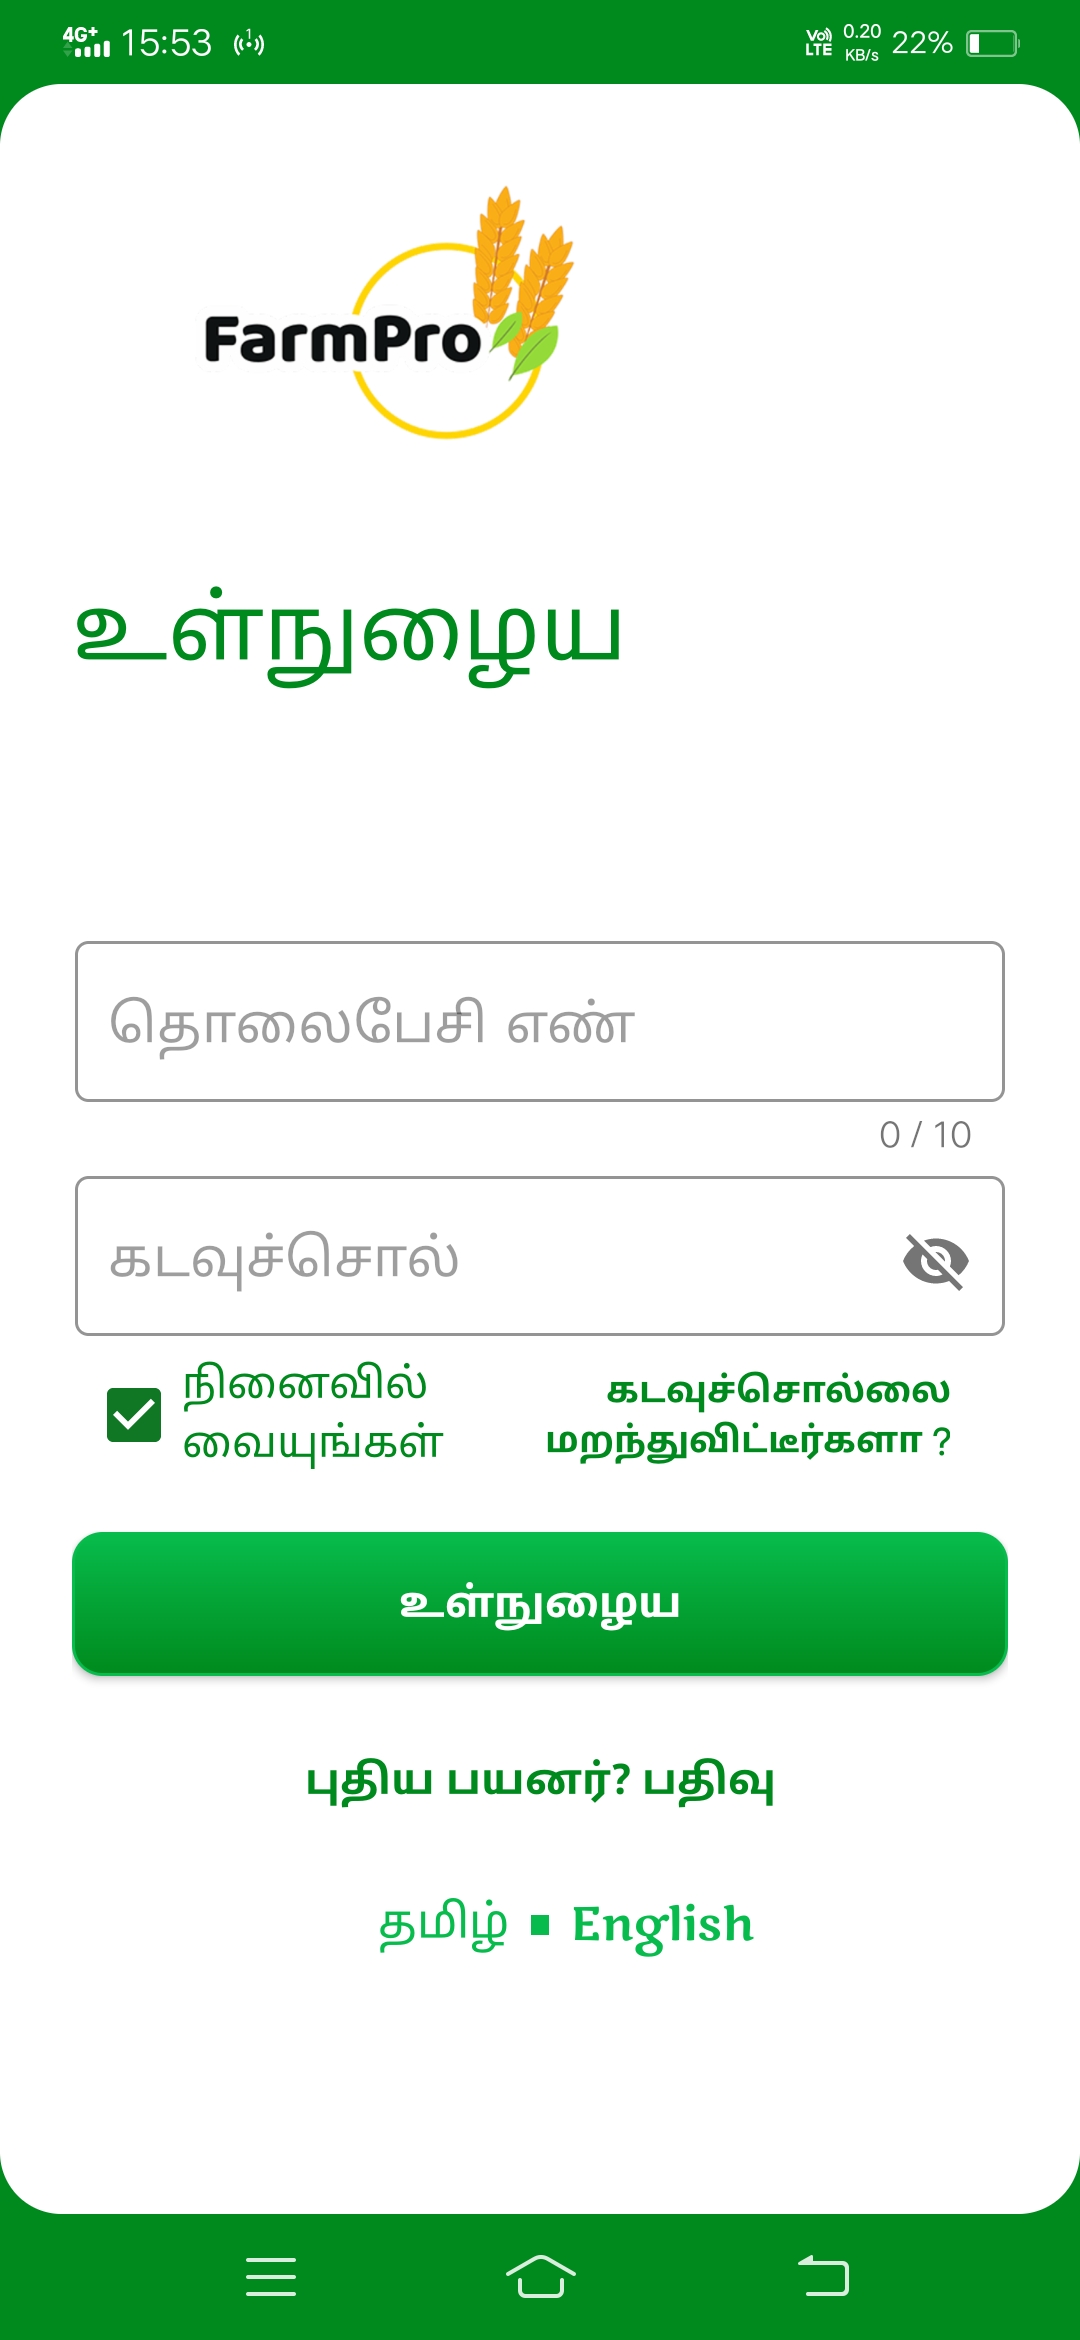 4G+ 15:53 1 Vo) LTE 0.20 KB/s 22%
FarmPro
உள்நுழைய
தொலைபேசி எண்
0 / 10
கடவுச்சொல்
நினைவில் வையுங்கள்
கடவுச்சொல்லை மறந்துவிட்டீர்களா ?
உள்நுழைய
புதிய பயனர்? பதிவு
தமிழ் ▪ English